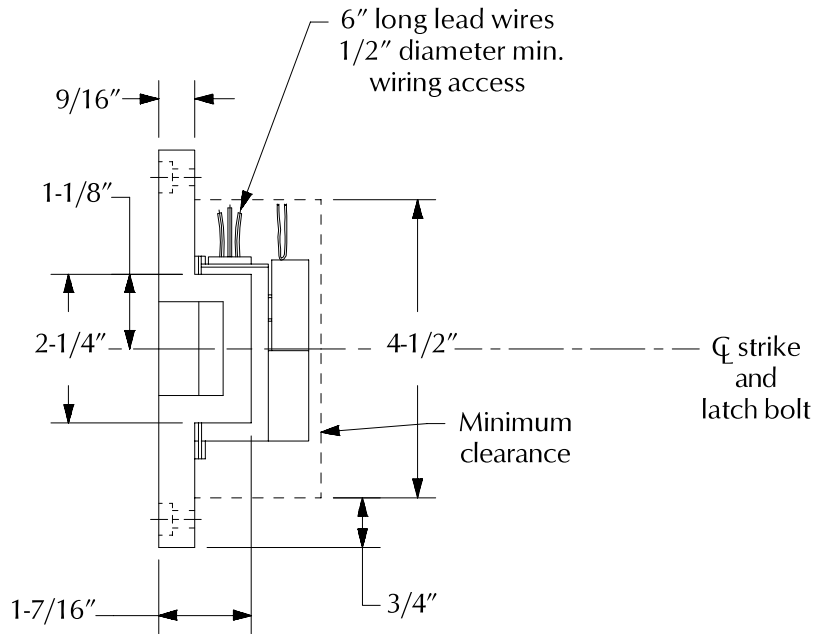 6″ long lead wires
1/2″ diameter min.
wiring access
9/16″
1-1/8″
2-1/4″
4-1/2″
℄ strike
and
latch bolt
Minimum
clearance
1-7/16″
3/4″